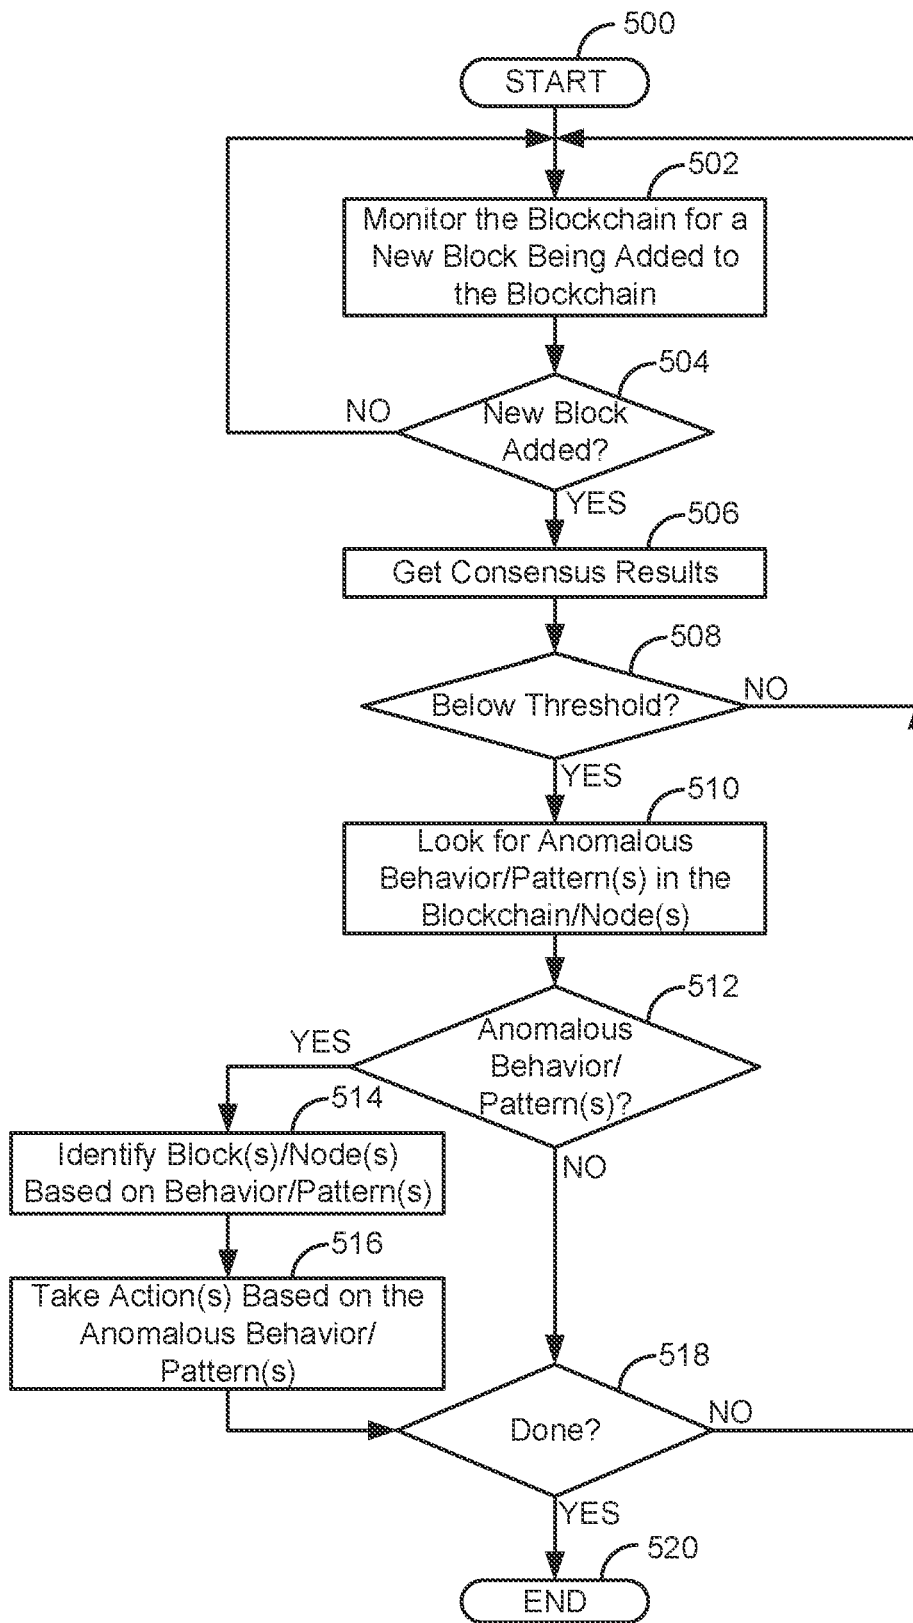 500
START
502
Monitor the Blockchain for a
New Block Being Added to
the Blockchain
504
NO
New Block
Added?
YES
506
Get Consensus Results
508
Below Threshold?
NO
YES
510
Look for Anomalous
Behavior/Pattern(s) in the
Blockchain/Node(s)
512
YES
Anomalous
Behavior/
Pattern(s)?
514
NO
Identify Block(s)/Node(s)
Based on Behavior/Pattern(s)
516
Take Action(s) Based on the
Anomalous Behavior/
Pattern(s)
518
Done?
NO
YES
520
END